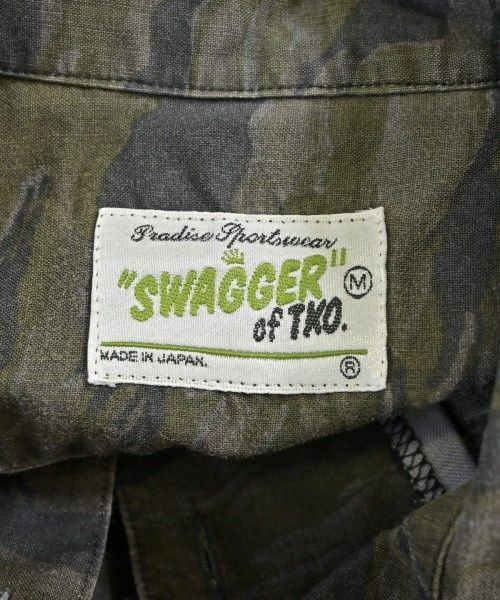 Pradise Sportswear
"SWAGGER" Ⓜ
of TKO.
MADE IN JAPAN. ®